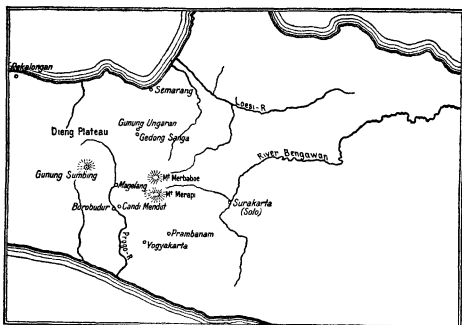 Pekalongan
Semarang
Loesi-R
Gunung Ungaran
Gedong Sanga
Dieng Plateau
River Bengawan
Gunung Sumbing
Mt Merbaboe
Magelang
Mt Merapi
Borobudur
Candi Mendut
Surakarta
(Solo)
Progo-R
Prambanam
Yogyakarta